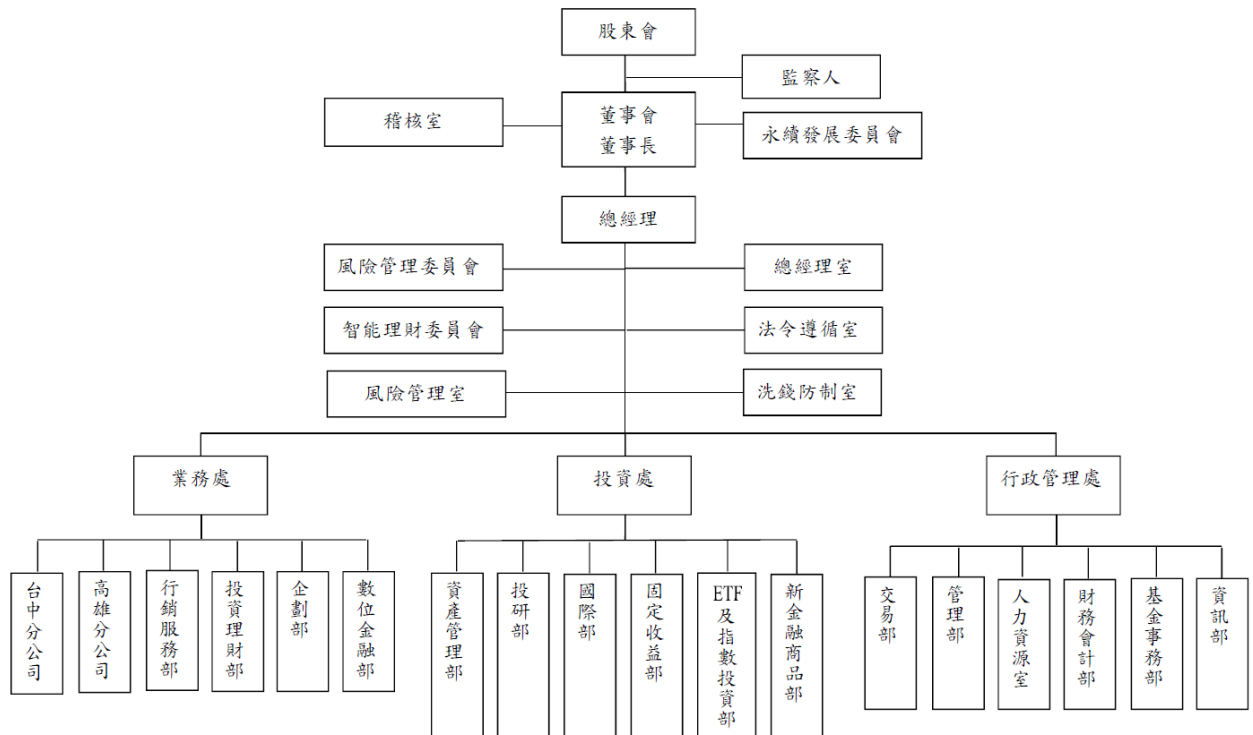 股東會
監察人
稽核室
董事會
董事長
永續發展委員會
總經理
風險管理委員會
總經理室
智能理財委員會
法令遵循室
風險管理室
洗錢防制室
業務處
投資處
行政管理處
台中分公司
高雄分公司
行銷服務部
投資理財部
企劃部
數位金融部
資產管理部
投研部
國際部
固定收益部
ETF及指數投資部
新金融商品部
交易部
管理部
人力資源室
財務會計部
基金事務部
資訊部